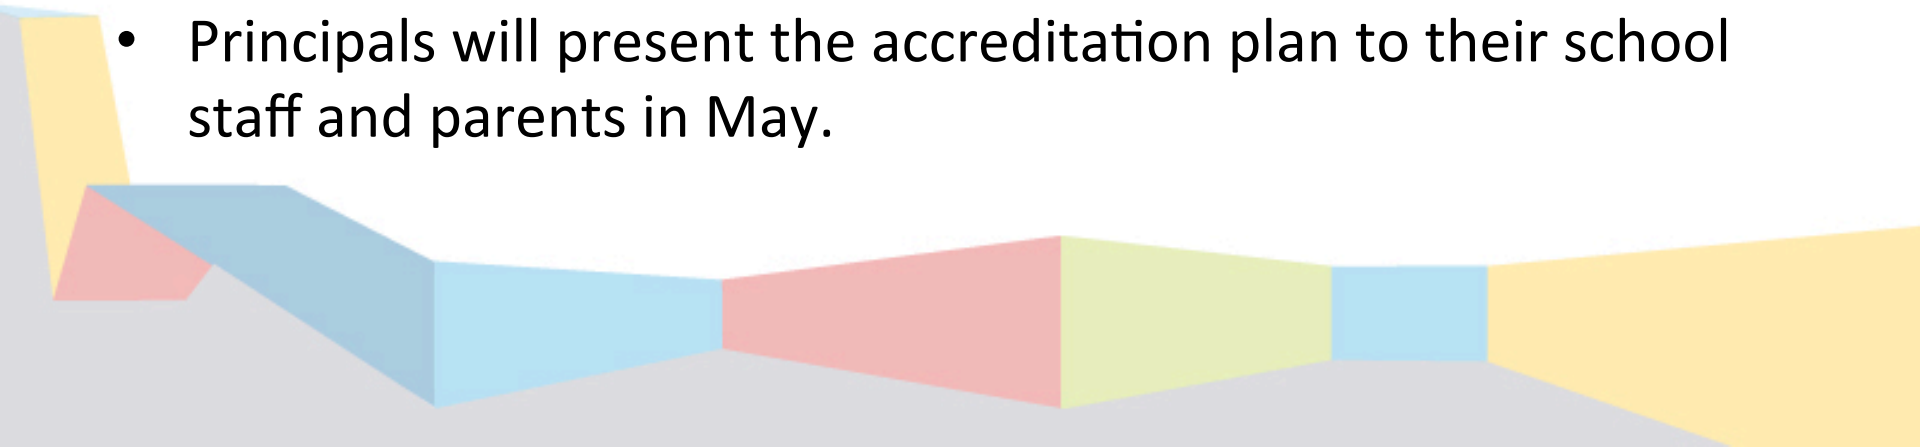 • Principals will present the accreditation plan to their school
staff and parents in May.